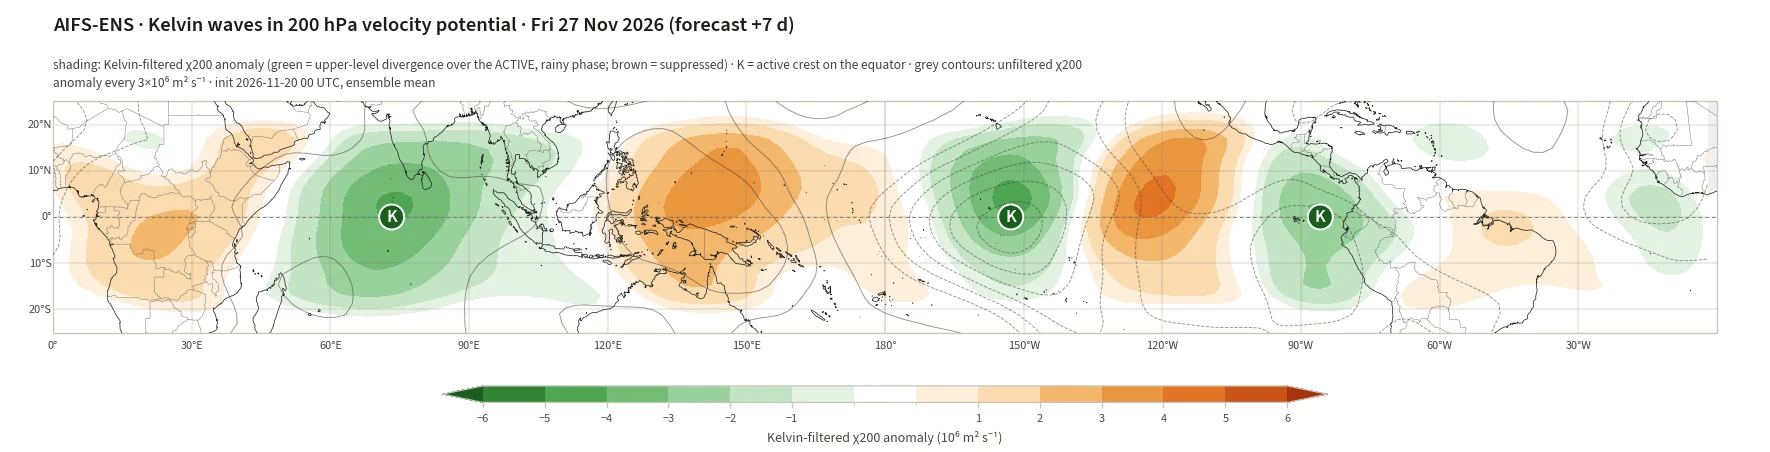 AIFS-ENS · Kelvin waves in 200 hPa velocity potential · Fri 27 Nov 2026 (forecast +7 d)
shading: Kelvin-filtered χ200 anomaly (green = upper-level divergence over the ACTIVE, rainy phase; brown = suppressed) · K = active crest on the equator · grey contours: unfiltered χ200
anomaly every 3×10⁶ m² s⁻¹ · init 2026-11-20 00 UTC, ensemble mean
20°N
10°N
0°
10°S
20°S
K K K
0° 30°E 60°E 90°E 120°E 150°E 180° 150°W 120°W 90°W 60°W 30°W
−6 −5 −4 −3 −2 −1 1 2 3 4 5 6
Kelvin-filtered χ200 anomaly (10⁶ m² s⁻¹)